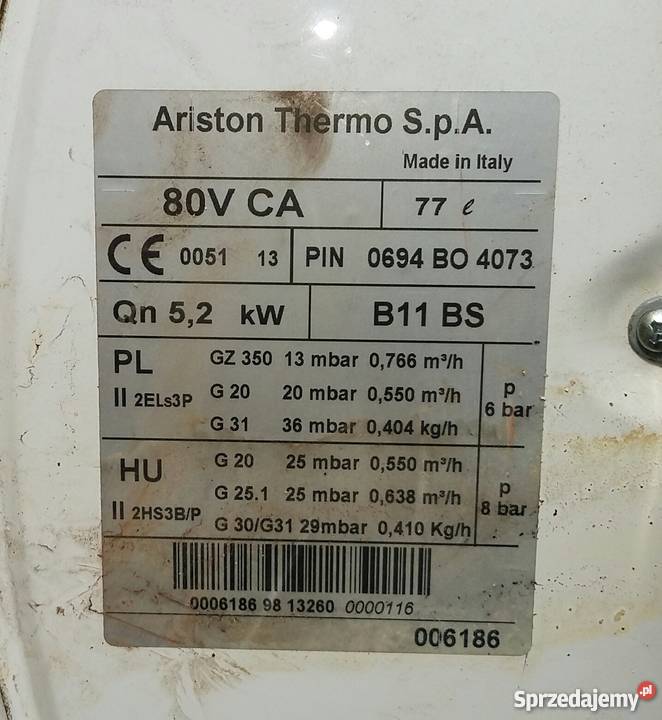 Ariston Thermo S.p.A.
Made in Italy
80V CA 77 ℓ
CE 0051 13 PIN 0694 BO 4073
Qn 5,2 kW B11 BS
PL GZ 350 13 mbar 0,766 m³/h
II 2ELs3P G 20 20 mbar 0,550 m³/h p 6 bar
G 31 36 mbar 0,404 kg/h
HU G 20 25 mbar 0,550 m³/h
II 2HS3B/P G 25.1 25 mbar 0,638 m³/h p 8 bar
G 30/G31 29mbar 0,410 Kg/h
0006186 98 13260 0000116
006186
Sprzedajemy.pl